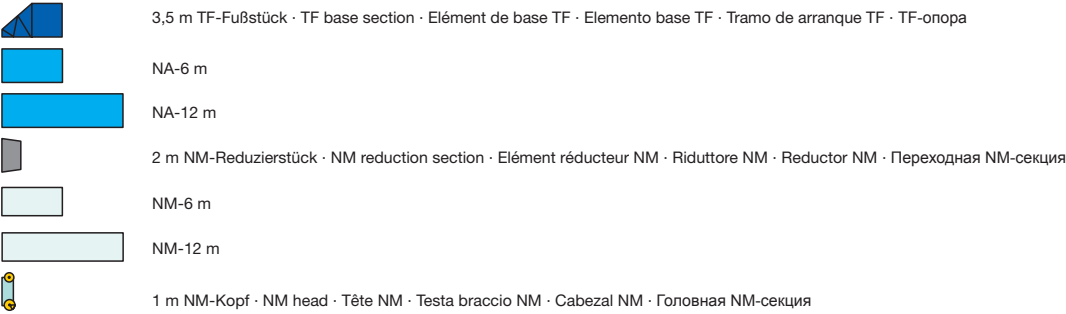 3,5 m TF-Fußstück · TF base section · Elément de base TF · Elemento base TF · Tramo de arranque TF · TF-опора
NA-6 m
NA-12 m
2 m NM-Reduzierstück · NM reduction section · Elément réducteur NM · Riduttore NM · Reductor NM · Переходная NM-секция
NM-6 m
NM-12 m
1 m NM-Kopf · NM head · Tête NM · Testa braccio NM · Cabezal NM · Головная NM-секция